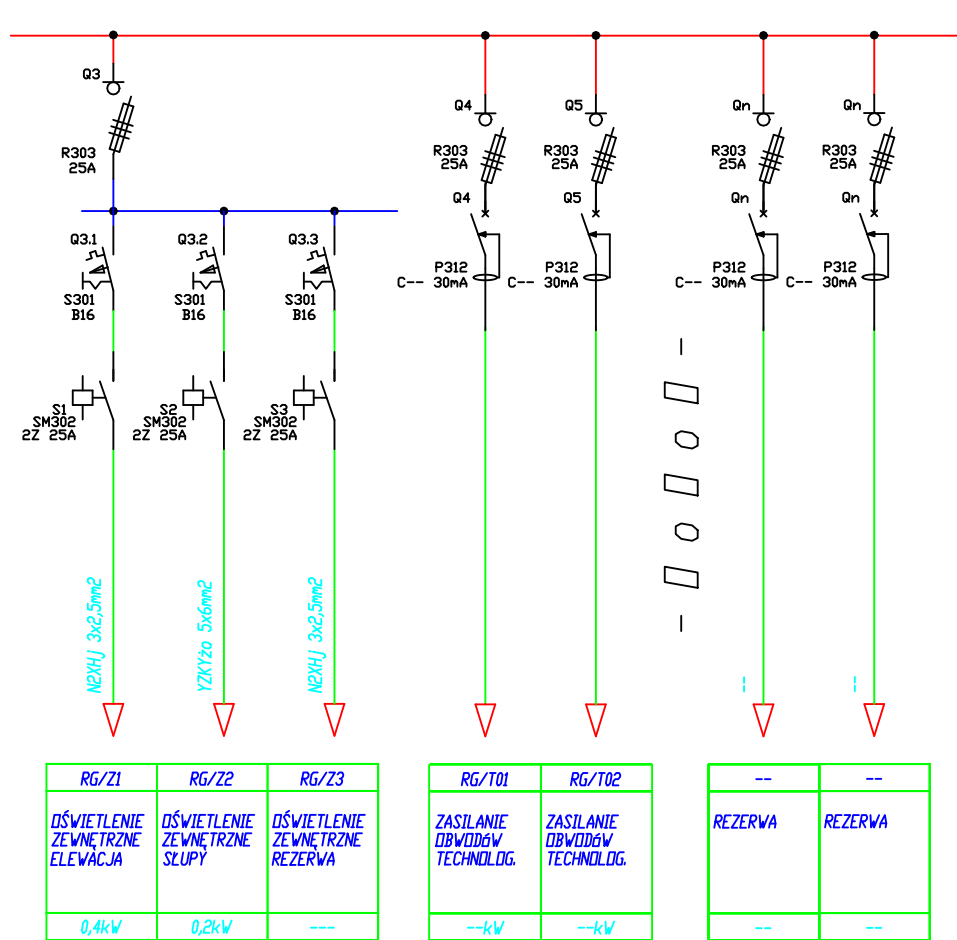 Q3
R303
25A
Q4
R303
25A
Q4
Q5
R303
25A
Q5
Qn
R303
25A
Qn
Qn
R303
25A
Qn
Q3.1
S301
B16
Q3.2
S301
B16
Q3.3
S301
B16
P312
C-- 30mA
P312
C-- 30mA
P312
C-- 30mA
P312
C-- 30mA
S1
SM302
2Z 25A
S2
SM302
2Z 25A
S3
SM302
2Z 25A
N2XHj 3x2,5mm2
YZKYżo 5x6mm2
N2XHj 3x2,5mm2
--
--
RG/Z1
RG/Z2
RG/Z3
RG/T01
RG/T02
--
--
OŚWIETLENIE
ZEWNĘTRZNE
ELEWACJA
OŚWIETLENIE
ZEWNĘTRZNE
SŁUPY
OŚWIETLENIE
ZEWNĘTRZNE
REZERWA
ZASILANIE
OBWODÓW
TECHNOLOG.
ZASILANIE
OBWODÓW
TECHNOLOG.
REZERWA
REZERWA
0,4kW
0,2kW
---
--kW
--kW
--
--